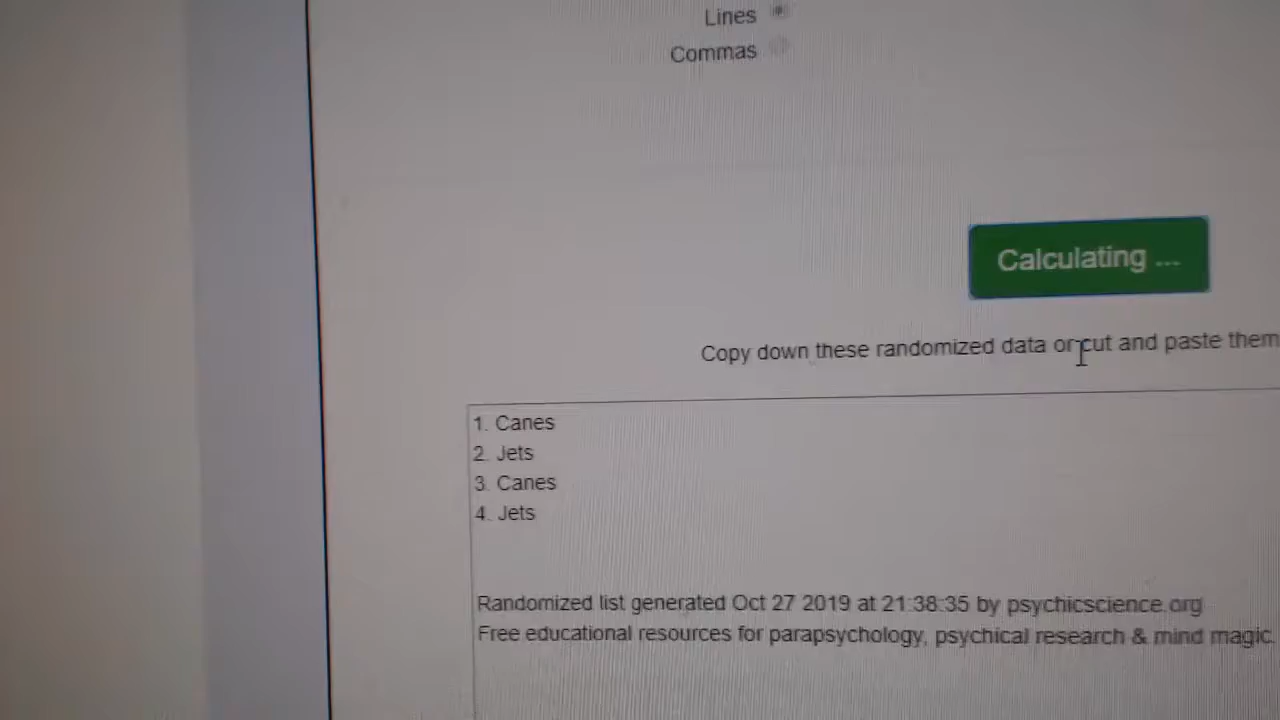 Lines
Commas
Calculating ...
Copy down these randomized data or cut and paste them
1. Canes
2. Jets
3. Canes
4. Jets
Randomized list generated Oct 27 2019 at 21:38:35 by psychicscience.org
Free educational resources for parapsychology, psychical research & mind magic.